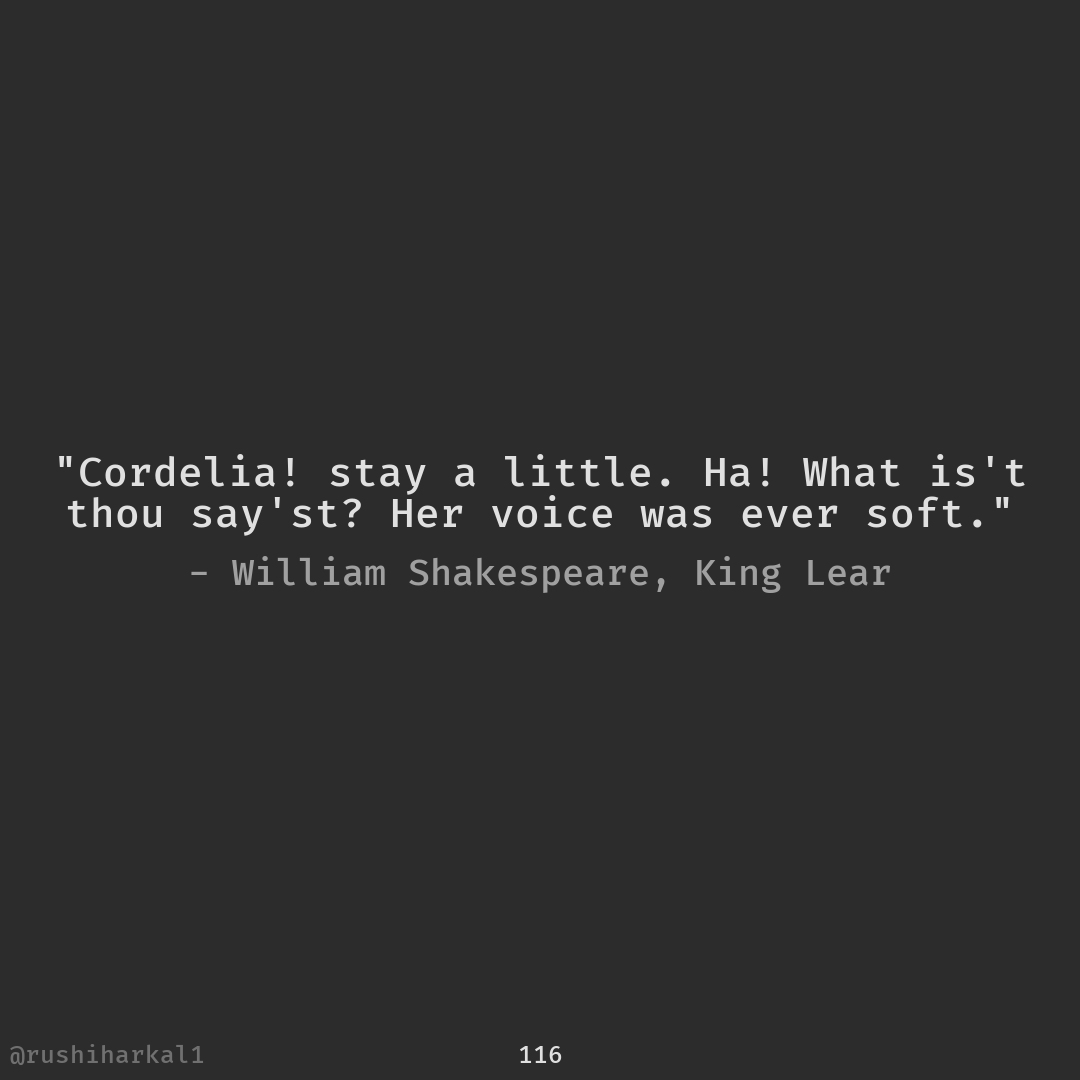 "Cordelia! stay a little. Ha! What is't
thou say'st? Her voice was ever soft."
– William Shakespeare, King Lear
@rushiharkal1
116